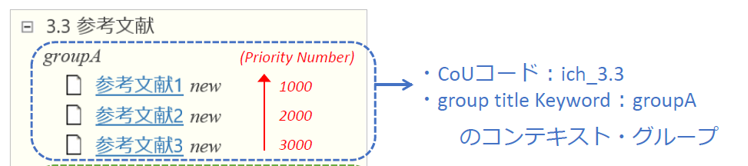 3.3 参考文献
groupA (Priority Number)
参考文献1 new 1000
参考文献2 new 2000
参考文献3 new 3000
・CoUコード：ich_3.3
・group title Keyword：groupA
のコンテキスト・グループ